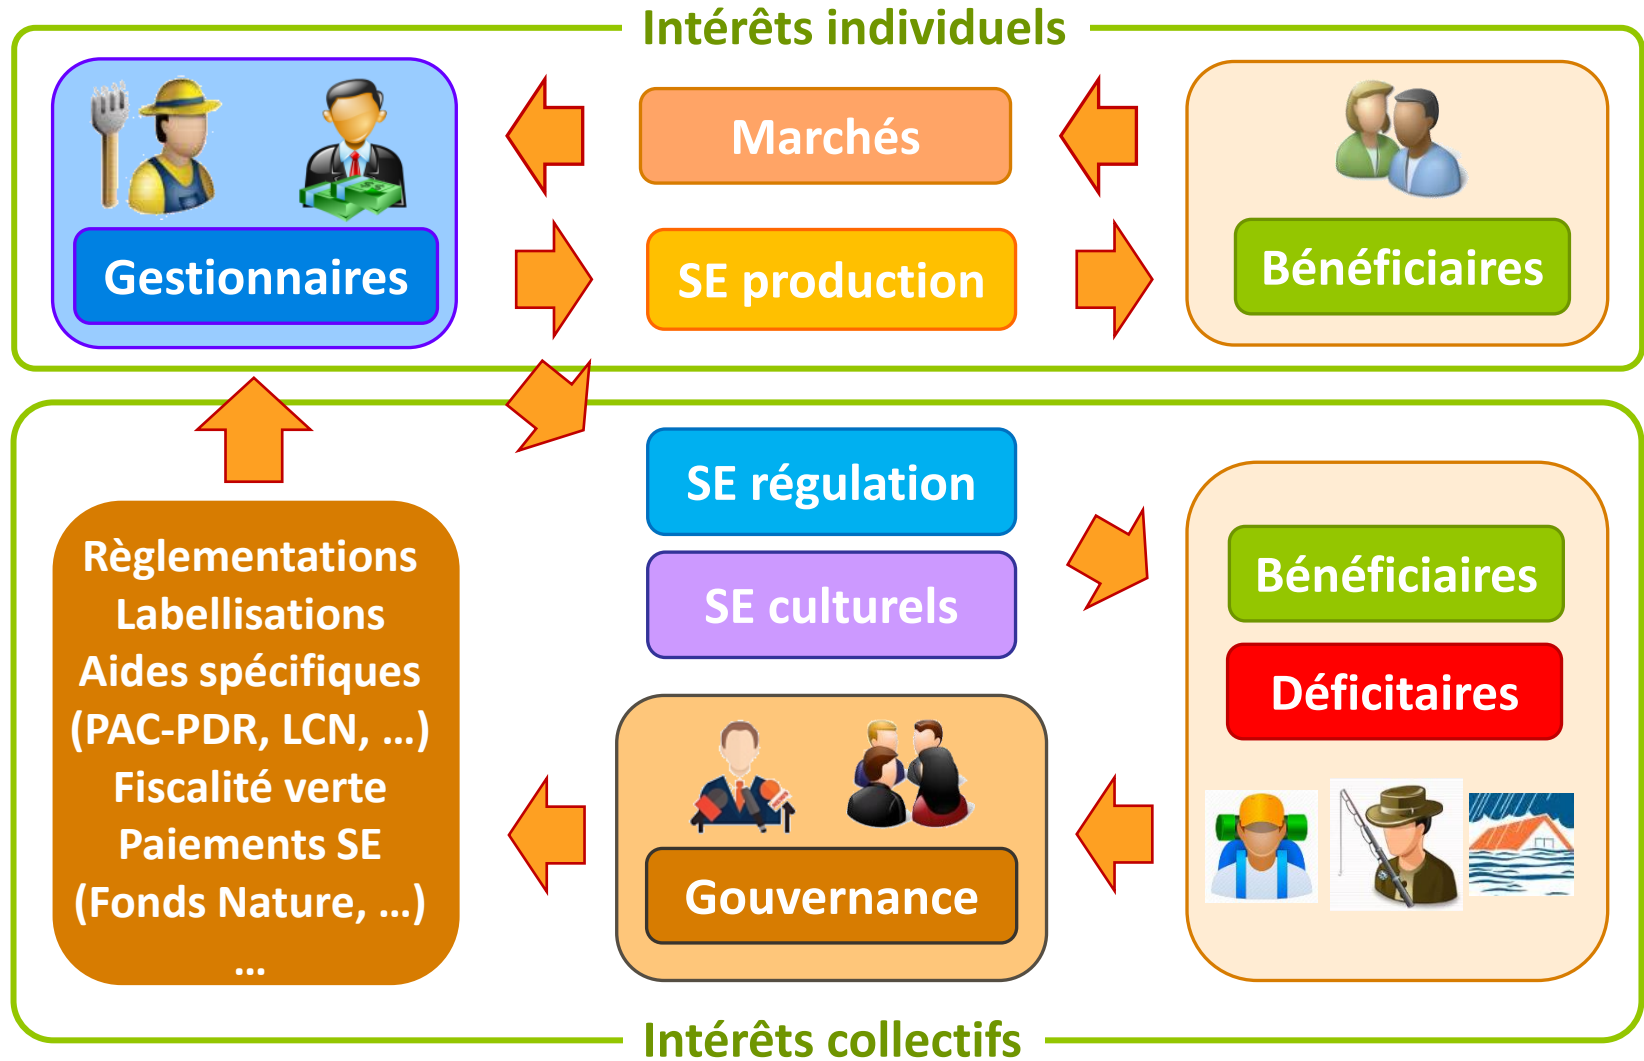 Intérêts individuels
Marchés
Gestionnaires
SE production
Bénéficiaires
SE régulation
SE culturels
Bénéficiaires
Déficitaires
Règlementations
Labellisations
Aides spécifiques
(PAC-PDR, LCN, ...)
Fiscalité verte
Paiements SE
(Fonds Nature, ...)
...
Gouvernance
Intérêts collectifs